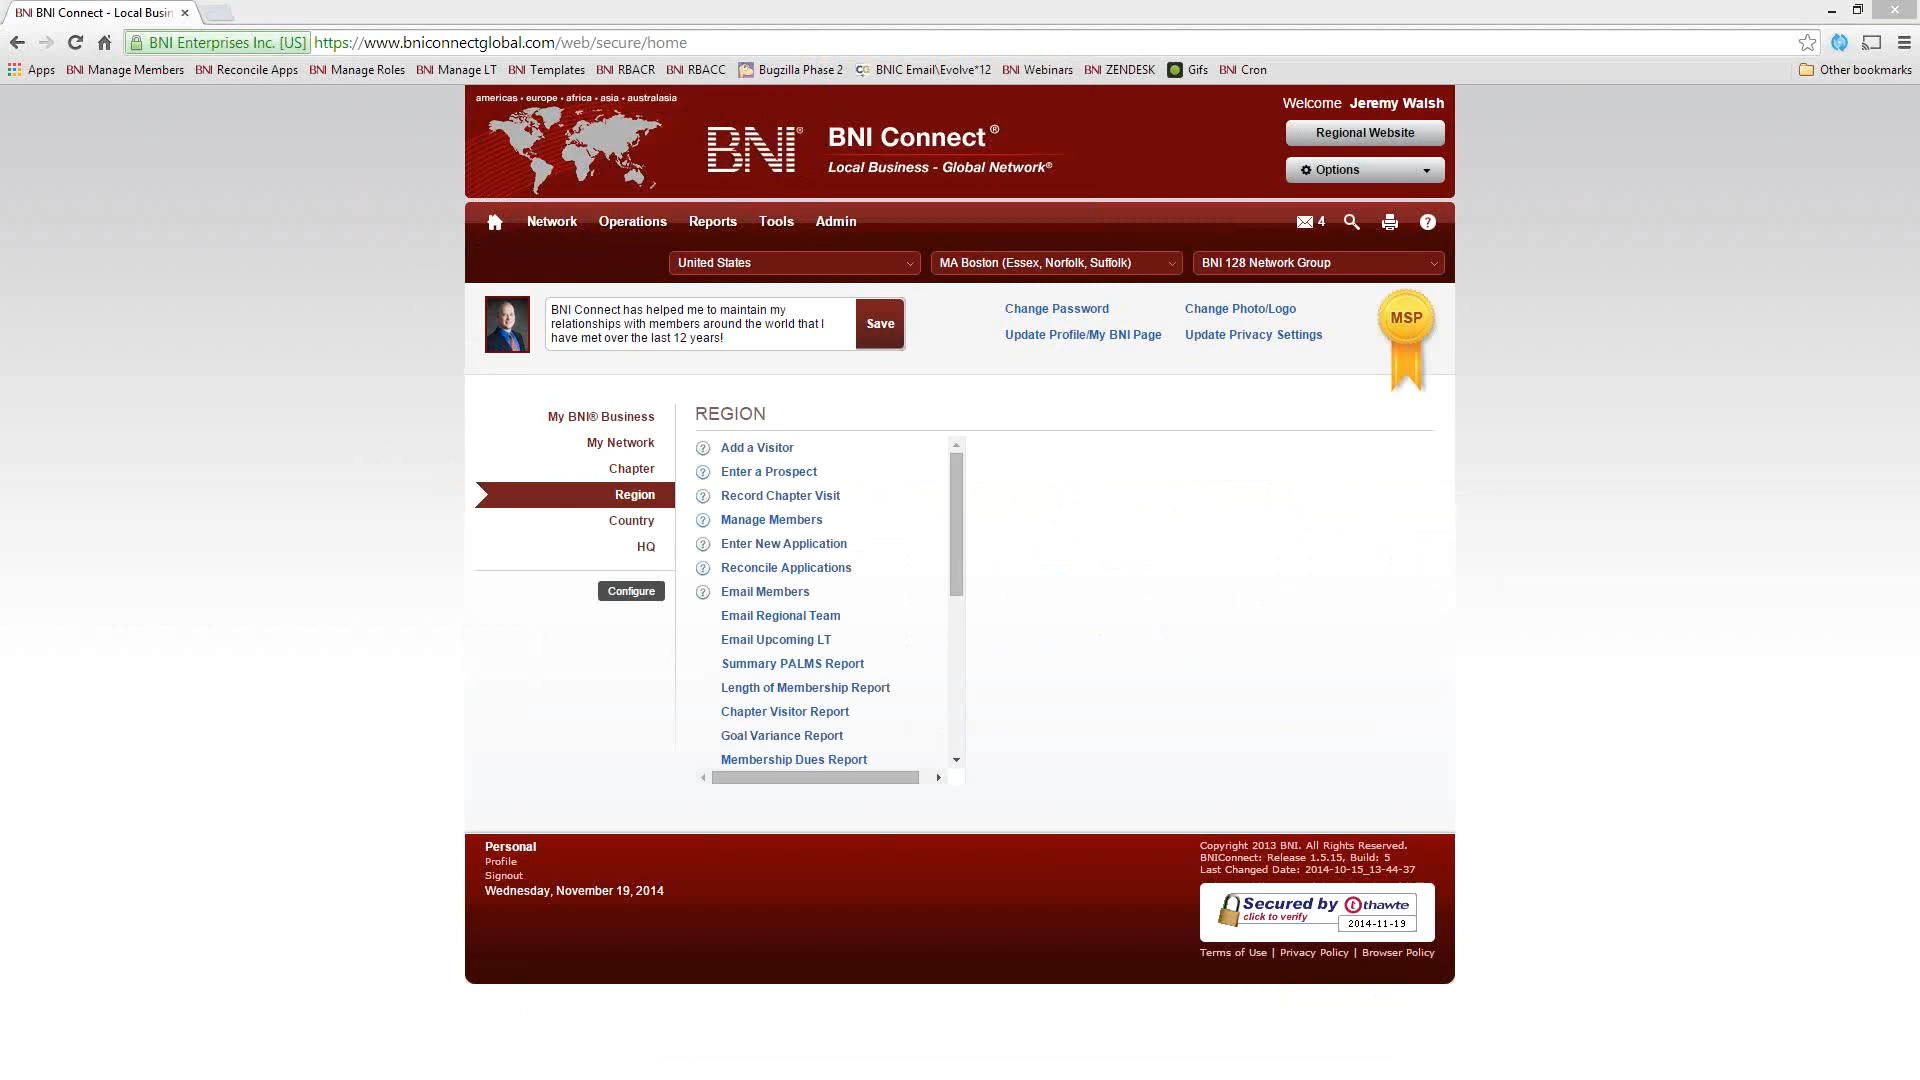 BNI BNI Connect - Local Busin
BNI Enterprises Inc. [US] https://www.bniconnectglobal.com/web/secure/home
Apps BNI Manage Members BNI Reconcile Apps BNI Manage Roles BNI Manage LT BNI Templates BNI RBACR BNI RBACC Bugzilla Phase 2 BNIC Email\Evolve*12 BNI Webinars BNI ZENDESK Gifs BNI Cron Other bookmarks
americas • europe • africa • asia • australasia
Welcome Jeremy Walsh
BNI® BNI Connect®
Local Business - Global Network®
Regional Website
Options
Network Operations Reports Tools Admin 4
United States MA Boston (Essex, Norfolk, Suffolk) BNI 128 Network Group
BNI Connect has helped me to maintain my
relationships with members around the world that I
have met over the last 12 years!
Save
Change Password Change Photo/Logo
Update Profile/My BNI Page Update Privacy Settings
MSP
My BNI® Business
My Network
Chapter
Region
Country
HQ
Configure
REGION
Add a Visitor
Enter a Prospect
Record Chapter Visit
Manage Members
Enter New Application
Reconcile Applications
Email Members
Email Regional Team
Email Upcoming LT
Summary PALMS Report
Length of Membership Report
Chapter Visitor Report
Goal Variance Report
Membership Dues Report
Personal
Profile
Signout
Wednesday, November 19, 2014
Copyright 2013 BNI. All Rights Reserved.
BNIConnect: Release 1.5.15, Build: 5
Last Changed Date: 2014-10-15_13-44-37
Secured by thawte
click to verify
2014-11-19
Terms of Use | Privacy Policy | Browser Policy